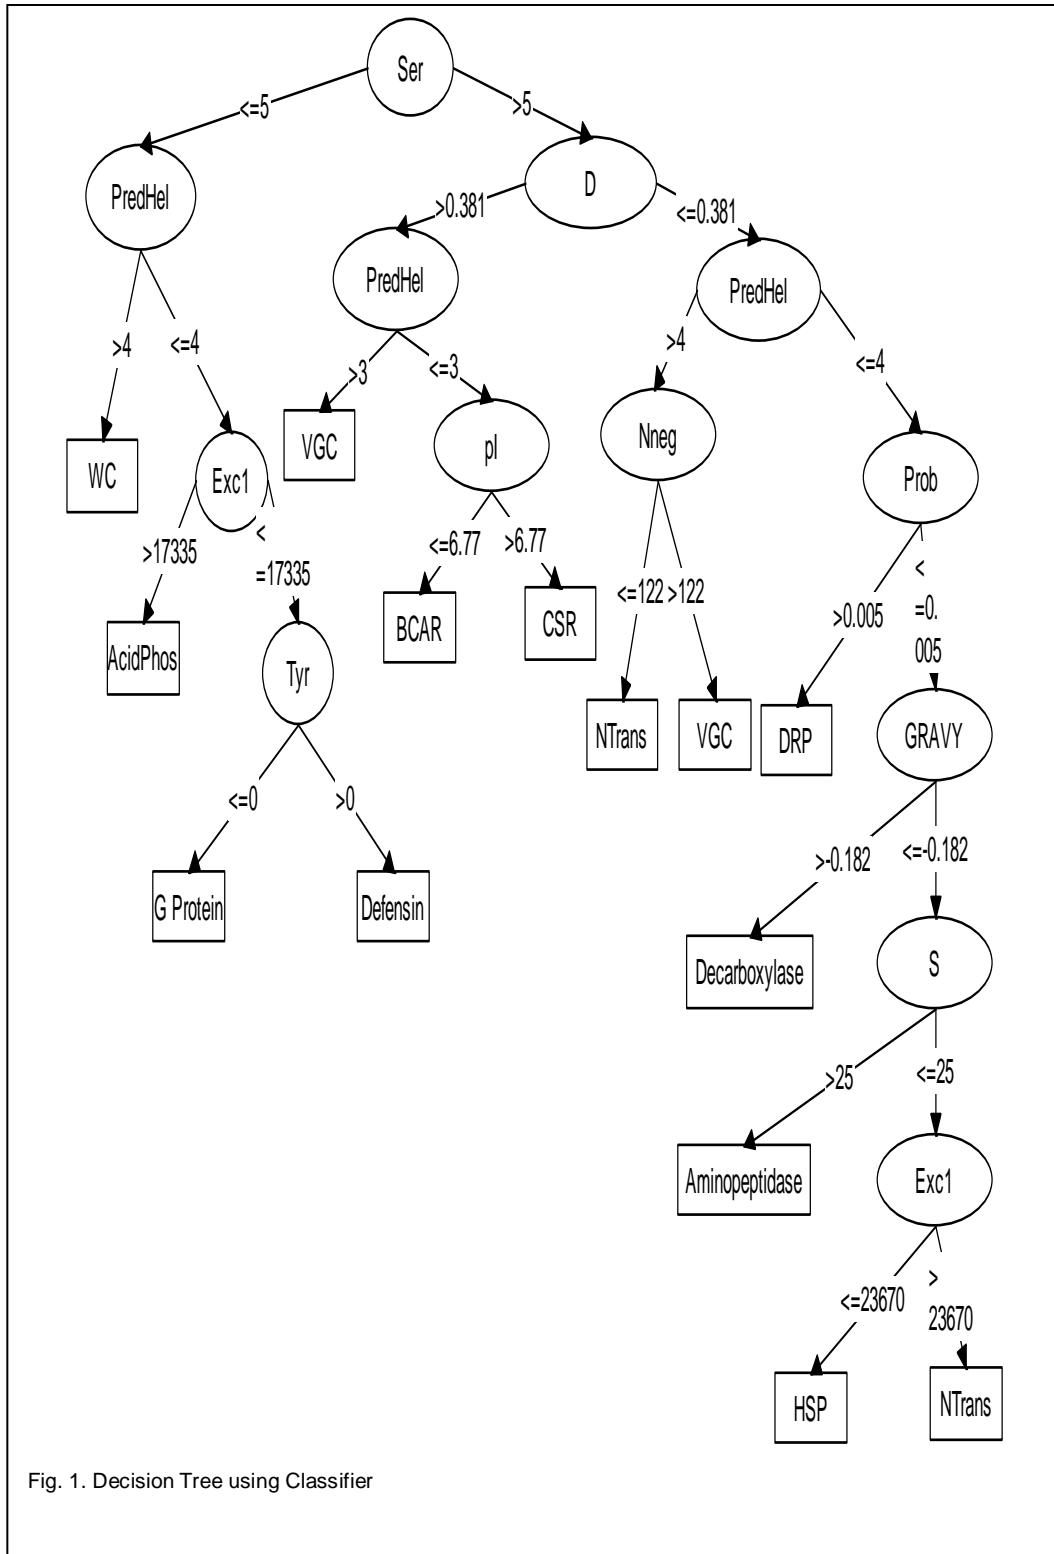 Ser
<=5
>5
PredHel
D
>0.381
<=0.381
PredHel
PredHel
>4
<=4
>3
<=3
>4
<=4
WC
Exc1
VGC
pI
Nneg
Prob
>17335
<
=17335
<=6.77
>6.77
<=122
>122
>0.005
<
=0.
005
AcidPhos
Tyr
BCAR
CSR
NTrans
VGC
DRP
GRAVY
<=0
>0
>-0.182
<=-0.182
G Protein
Defensin
Decarboxylase
S
>25
<=25
Aminopeptidase
Exc1
<=23670
>
23670
HSP
NTrans
Fig. 1. Decision Tree using Classifier